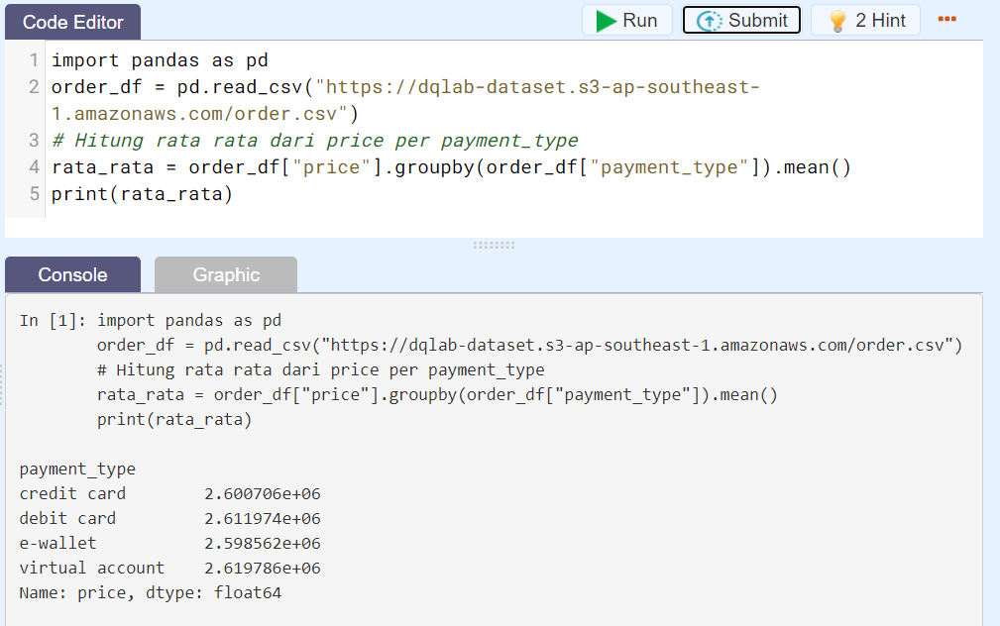 Code Editor Run Submit 2 Hint
1 import pandas as pd
2 order_df = pd.read_csv("https://dqlab-dataset.s3-ap-southeast-
1.amazonaws.com/order.csv")
3 # Hitung rata rata dari price per payment_type
4 rata_rata = order_df["price"].groupby(order_df["payment_type"]).mean()
5 print(rata_rata)
Console Graphic
In [1]: import pandas as pd
order_df = pd.read_csv("https://dqlab-dataset.s3-ap-southeast-1.amazonaws.com/order.csv")
# Hitung rata rata dari price per payment_type
rata_rata = order_df["price"].groupby(order_df["payment_type"]).mean()
print(rata_rata)
payment_type
credit card 2.600706e+06
debit card 2.611974e+06
e-wallet 2.598562e+06
virtual account 2.619786e+06
Name: price, dtype: float64